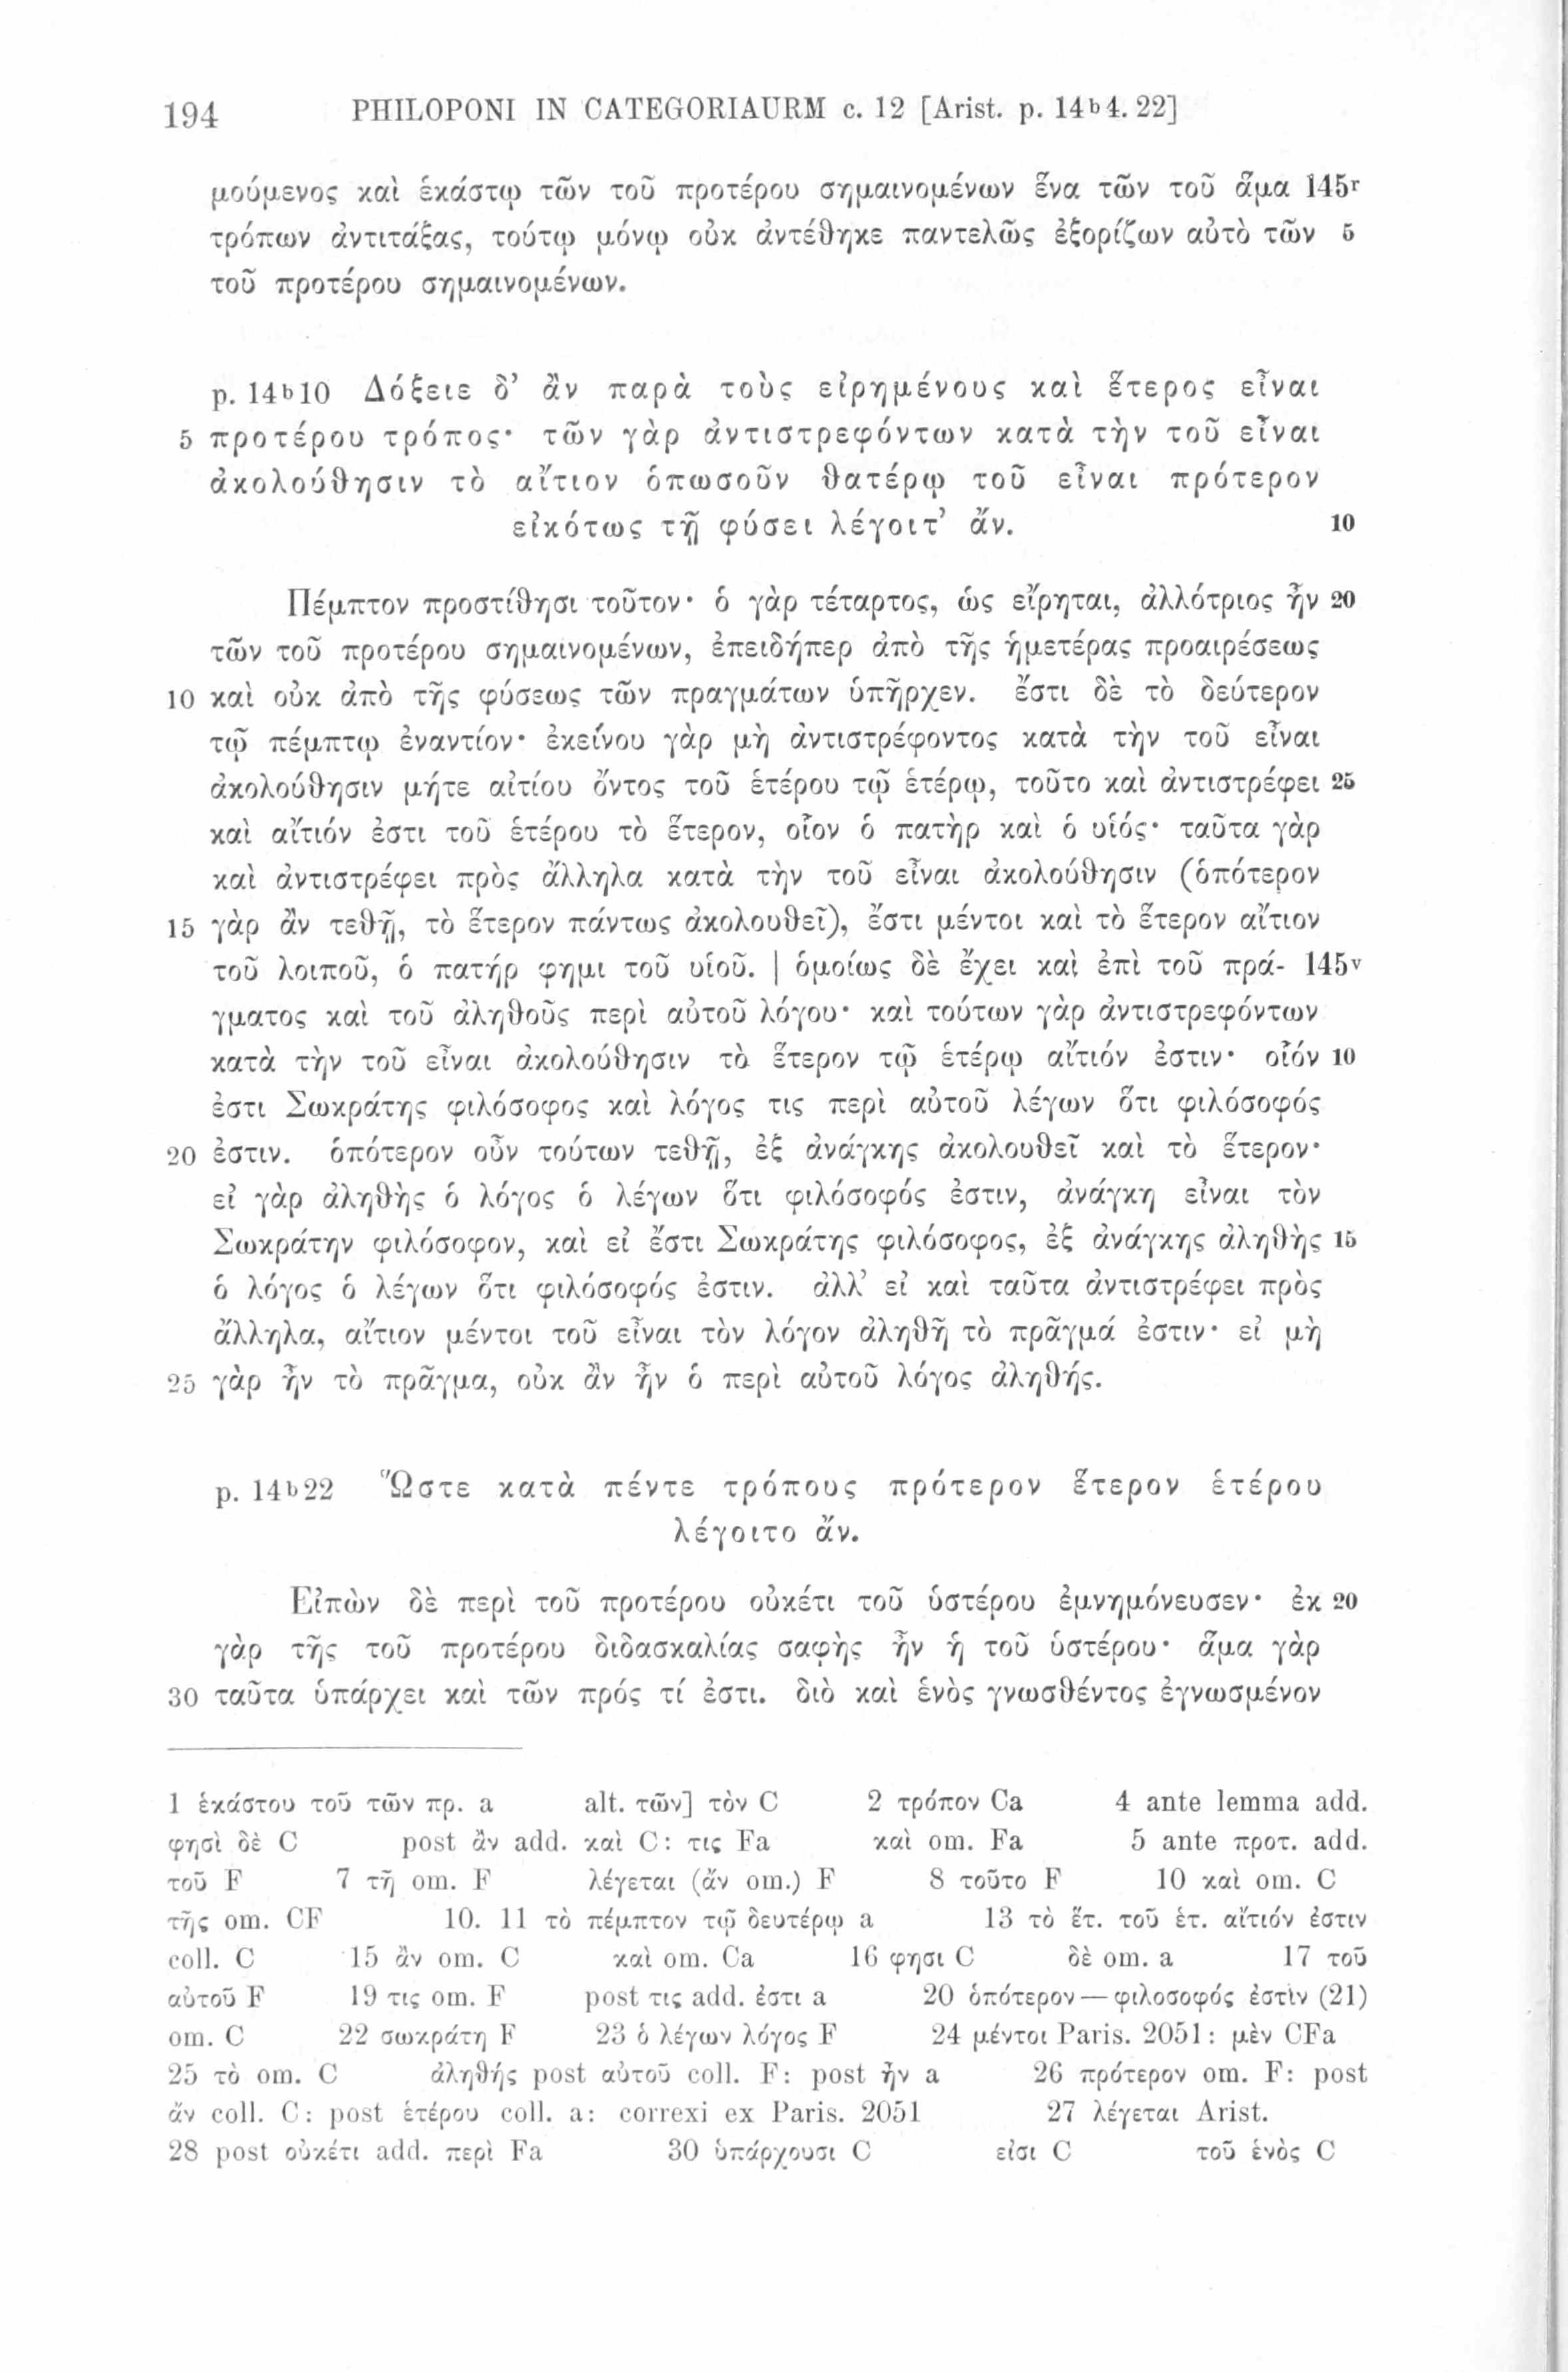 194 PHILOPONI IN CATEGORIAURM c. 12 [Arist. p. 14ᵇ4. 22]
μούμενος καὶ ἑκάστῳ τῶν τοῦ προτέρου σημαινομένων ἕνα τῶν τοῦ ἅμα 145ʳ
τρόπων ἀντιτάξας, τούτῳ μόνῳ οὐκ ἀντέθηκε παντελῶς ἐξορίζων αὐτὸ τῶν 5
τοῦ προτέρου σημαινομένων.
p. 14ᵇ10 Δόξειε δ’ ἂν παρὰ τοὺς εἰρημένους καὶ ἕτερος εἶναι
5 προτέρου τρόπος· τῶν γὰρ ἀντιστρεφόντων κατὰ τὴν τοῦ εἶναι
ἀκολούθησιν τὸ αἴτιον ὁπωσοῦν θατέρῳ τοῦ εἶναι πρότερον
εἰκότως τῇ φύσει λέγοιτ’ ἄν. 10
Πέμπτον προστίθησι τοῦτον· ὁ γὰρ τέταρτος, ὡς εἴρηται, ἀλλότριος ἦν 20
τῶν τοῦ προτέρου σημαινομένων, ἐπειδήπερ ἀπὸ τῆς ἡμετέρας προαιρέσεως
10 καὶ οὐκ ἀπὸ τῆς φύσεως τῶν πραγμάτων ὑπῆρχεν. ἔστι δὲ τὸ δεύτερον
τῷ πέμπτῳ ἐναντίον· ἐκείνου γὰρ μὴ ἀντιστρέφοντος κατὰ τὴν τοῦ εἶναι
ἀκολούθησιν μήτε αἰτίου ὄντος τοῦ ἑτέρου τῷ ἑτέρῳ, τοῦτο καὶ ἀντιστρέφει 25
καὶ αἴτιόν ἐστι τοῦ ἑτέρου τὸ ἕτερον, οἷον ὁ πατὴρ καὶ ὁ υἱός· ταῦτα γὰρ
καὶ ἀντιστρέφει πρὸς ἄλληλα κατὰ τὴν τοῦ εἶναι ἀκολούθησιν (ὁπότερον
15 γὰρ ἂν τεθῇ, τὸ ἕτερον πάντως ἀκολουθεῖ), ἔστι μέντοι καὶ τὸ ἕτερον αἴτιον
τοῦ λοιποῦ, ὁ πατήρ φημι τοῦ υἱοῦ. | ὁμοίως δὲ ἔχει καὶ ἐπὶ τοῦ πρά- 145ᵛ
γματος καὶ τοῦ ἀληθοῦς περὶ αὐτοῦ λόγου· καὶ τούτων γὰρ ἀντιστρεφόντων
κατὰ τὴν τοῦ εἶναι ἀκολούθησιν τὸ ἕτερον τῷ ἑτέρῳ αἴτιόν ἐστιν· οἷόν 10
ἐστι Σωκράτης φιλόσοφος καὶ λόγος τις περὶ αὐτοῦ λέγων ὅτι φιλόσοφός
20 ἐστιν. ὁπότερον οὖν τούτων τεθῇ, ἐξ ἀνάγκης ἀκολουθεῖ καὶ τὸ ἕτερον·
εἰ γὰρ ἀληθὴς ὁ λόγος ὁ λέγων ὅτι φιλόσοφός ἐστιν, ἀνάγκη εἶναι τὸν
Σωκράτην φιλόσοφον, καὶ εἰ ἔστι Σωκράτης φιλόσοφος, ἐξ ἀνάγκης ἀληθὴς 15
ὁ λόγος ὁ λέγων ὅτι φιλόσοφός ἐστιν. ἀλλ’ εἰ καὶ ταῦτα ἀντιστρέφει πρὸς
ἄλληλα, αἴτιον μέντοι τοῦ εἶναι τὸν λόγον ἀληθῆ τὸ πρᾶγμά ἐστιν· εἰ μὴ
25 γὰρ ἦν τὸ πρᾶγμα, οὐκ ἂν ἦν ὁ περὶ αὐτοῦ λόγος ἀληθής.
p. 14ᵇ22 Ὥστε κατὰ πέντε τρόπους πρότερον ἕτερον ἑτέρου
λέγοιτο ἄν.
Εἰπὼν δὲ περὶ τοῦ προτέρου οὐκέτι τοῦ ὑστέρου ἐμνημόνευσεν· ἐκ 20
γὰρ τῆς τοῦ προτέρου διδασκαλίας σαφὴς ἦν ἡ τοῦ ὑστέρου· ἅμα γὰρ
30 ταῦτα ὑπάρχει καὶ τῶν πρός τί ἐστι. διὸ καὶ ἑνὸς γνωσθέντος ἐγνωσμένον
1 ἑκάστου τοῦ τῶν πρ. a alt. τῶν] τὸν C 2 τρόπον Ca 4 ante lemma add.
φησὶ δὲ C post ἂν add. καὶ C: τις Fa καὶ om. Fa 5 ante προτ. add.
τοῦ F 7 τῇ om. F λέγεται (ἄν om.) F 8 τοῦτο F 10 καὶ om. C
τῆς om. CF 10. 11 τὸ πέμπτον τῷ δευτέρῳ a 13 τὸ ἕτ. τοῦ ἑτ. αἴτιόν ἐστιν
coll. C 15 ἂν om. C καὶ om. Ca 16 φησι C δὲ om. a 17 τοῦ
αὐτοῦ F 19 τις om. F post τις add. ἐστι a 20 ὁπότερον — φιλοσοφός ἐστὶν (21)
om. C 22 σωκράτη F 23 ὁ λέγων λόγος F 24 μέντοι Paris. 2051: μὲν CFa
25 τὸ om. C ἀληθής post αὐτοῦ coll. F: post ἦν a 26 πρότερον om. F: post
ἄν coll. C: post ἑτέρου coll. a: correxi ex Paris. 2051 27 λέγεται Arist.
28 post οὐκέτι add. περὶ Fa 30 ὑπάρχουσι C εἰσι C τοῦ ἑνὸς C